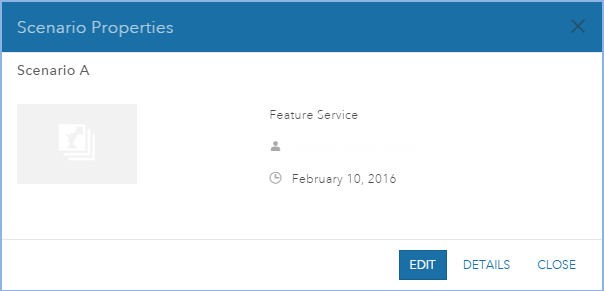 Scenario Properties
Scenario A
Feature Service
February 10, 2016
EDIT DETAILS CLOSE